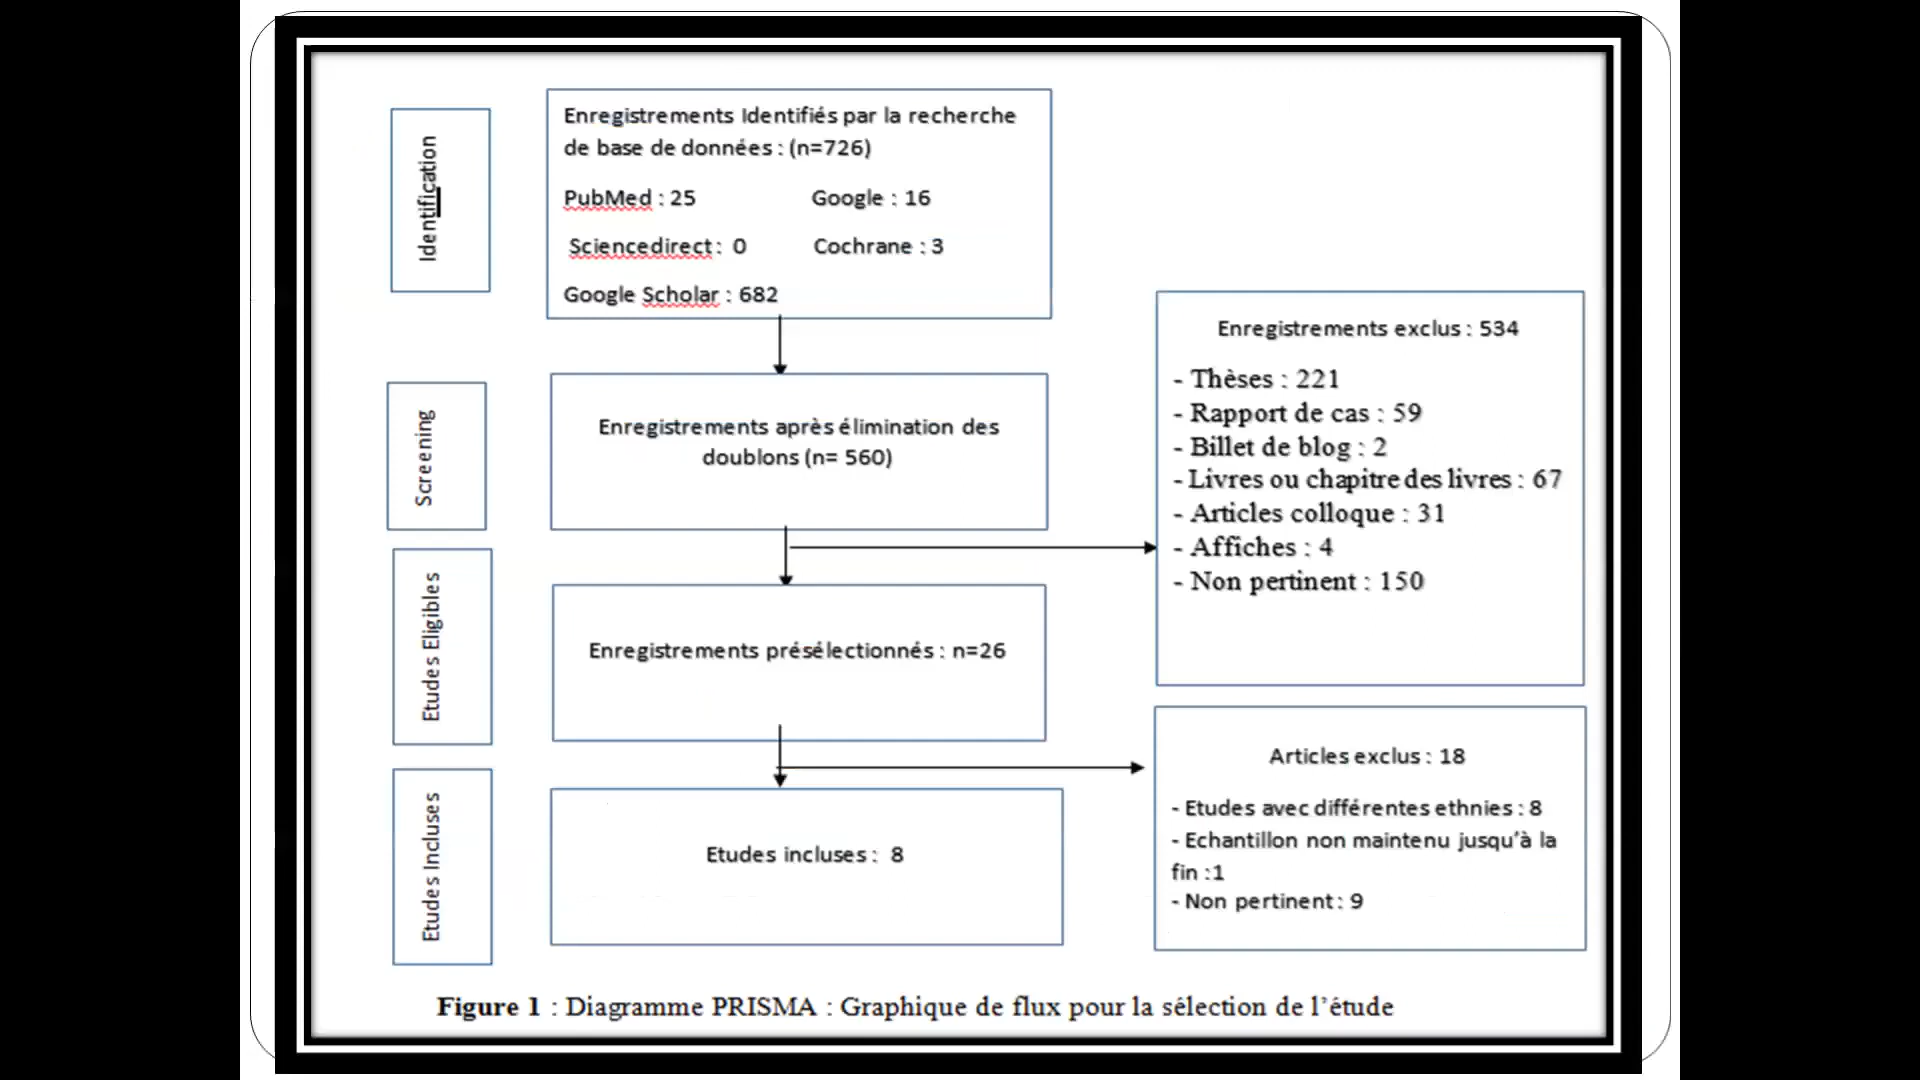 Identification
Enregistrements Identifiés par la recherche
de base de données : (n=726)
PubMed : 25 Google : 16
Sciencedirect : 0 Cochrane : 3
Google Scholar : 682
Screening
Enregistrements après élimination des
doublons (n= 560)
Enregistrements exclus : 534
- Thèses : 221
- Rapport de cas : 59
- Billet de blog : 2
- Livres ou chapitre des livres : 67
- Articles colloque : 31
- Affiches : 4
- Non pertinent : 150
Etudes Eligibles
Enregistrements présélectionnés : n=26
Articles exclus : 18
- Etudes avec différentes ethnies : 8
- Echantillon non maintenu jusqu’à la
fin :1
- Non pertinent : 9
Etudes Incluses
Etudes incluses : 8
Figure 1 : Diagramme PRISMA : Graphique de flux pour la sélection de l’étude